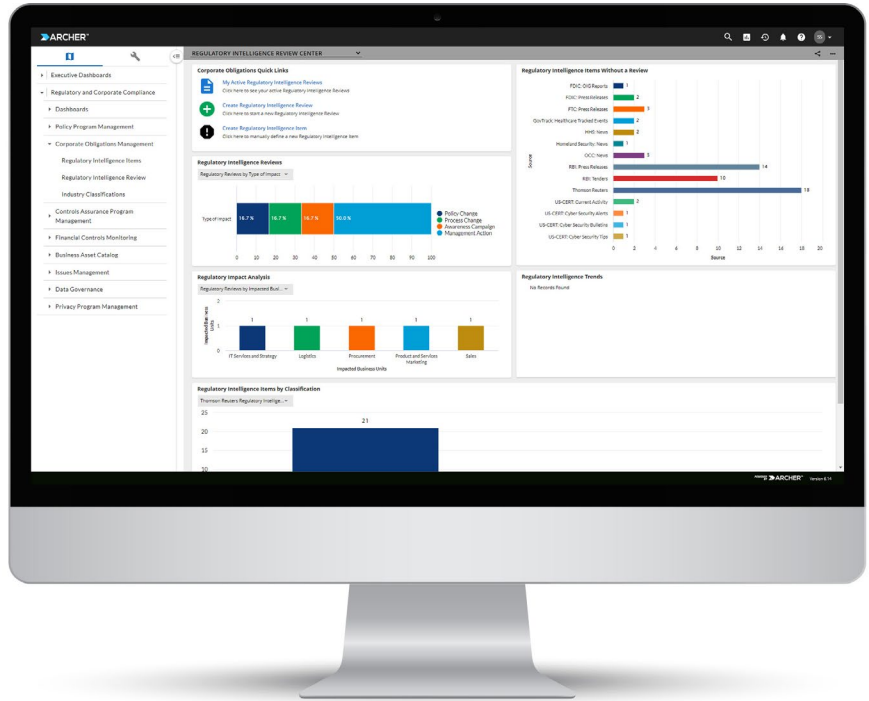 ARCHER™
SS
Executive Dashboards
Regulatory and Corporate Compliance
Dashboards
Policy Program Management
Corporate Obligations Management
Regulatory Intelligence Items
Regulatory Intelligence Review
Industry Classifications
Controls Assurance Program
Management
Financial Controls Monitoring
Business Asset Catalog
Issues Management
Data Governance
Privacy Program Management
REGULATORY INTELLIGENCE REVIEW CENTER
Corporate Obligations Quick Links
My Active Regulatory Intelligence Reviews
Click here to see your active Regulatory Intelligence Reviews
Create Regulatory Intelligence Review
Click here to start a new Regulatory Intelligence Review
Create Regulatory Intelligence Item
Click here to manually define a new Regulatory Intelligence Item
Regulatory Intelligence Items Without a Review
Source
FDIC: OIG Reports 1
FDIC: Press Releases 2
FTC: Press Releases 3
GovTrack: Healthcare Tracked Events 2
HHS: News 2
Homeland Security: News 1
OCC: News 3
RBI: Press Releases 14
RBI: Tenders 10
Thomson Reuters 18
US-CERT: Current Activity 2
US-CERT: Cyber Security Alerts 1
US-CERT: Cyber Security Bulletins 1
US-CERT: Cyber Security Tips 1
0 2 4 6 8 10 12 14 16 18 20
Source
Regulatory Intelligence Reviews
Regulatory Reviews by Type of Impact
Type of Impact 16.7 % 16.7 % 16.7 % 50.0 %
Policy Change
Process Change
Awareness Campaign
Management Action
0 10 20 30 40 50 60 70 80 90 100
Regulatory Impact Analysis
Regulatory Reviews by Impacted Busi...
Impacted Business
Units
2
1
0
1 1 1 1 1
IT Services and Strategy Logistics Procurement Product and Services Marketing Sales
Impacted Business Units
Regulatory Intelligence Trends
No Records Found
Regulatory Intelligence Items by Classification
Thomson Reuters Regulatory Intellige...
25
21
20
15
10
ARCHER™ Version 6.14